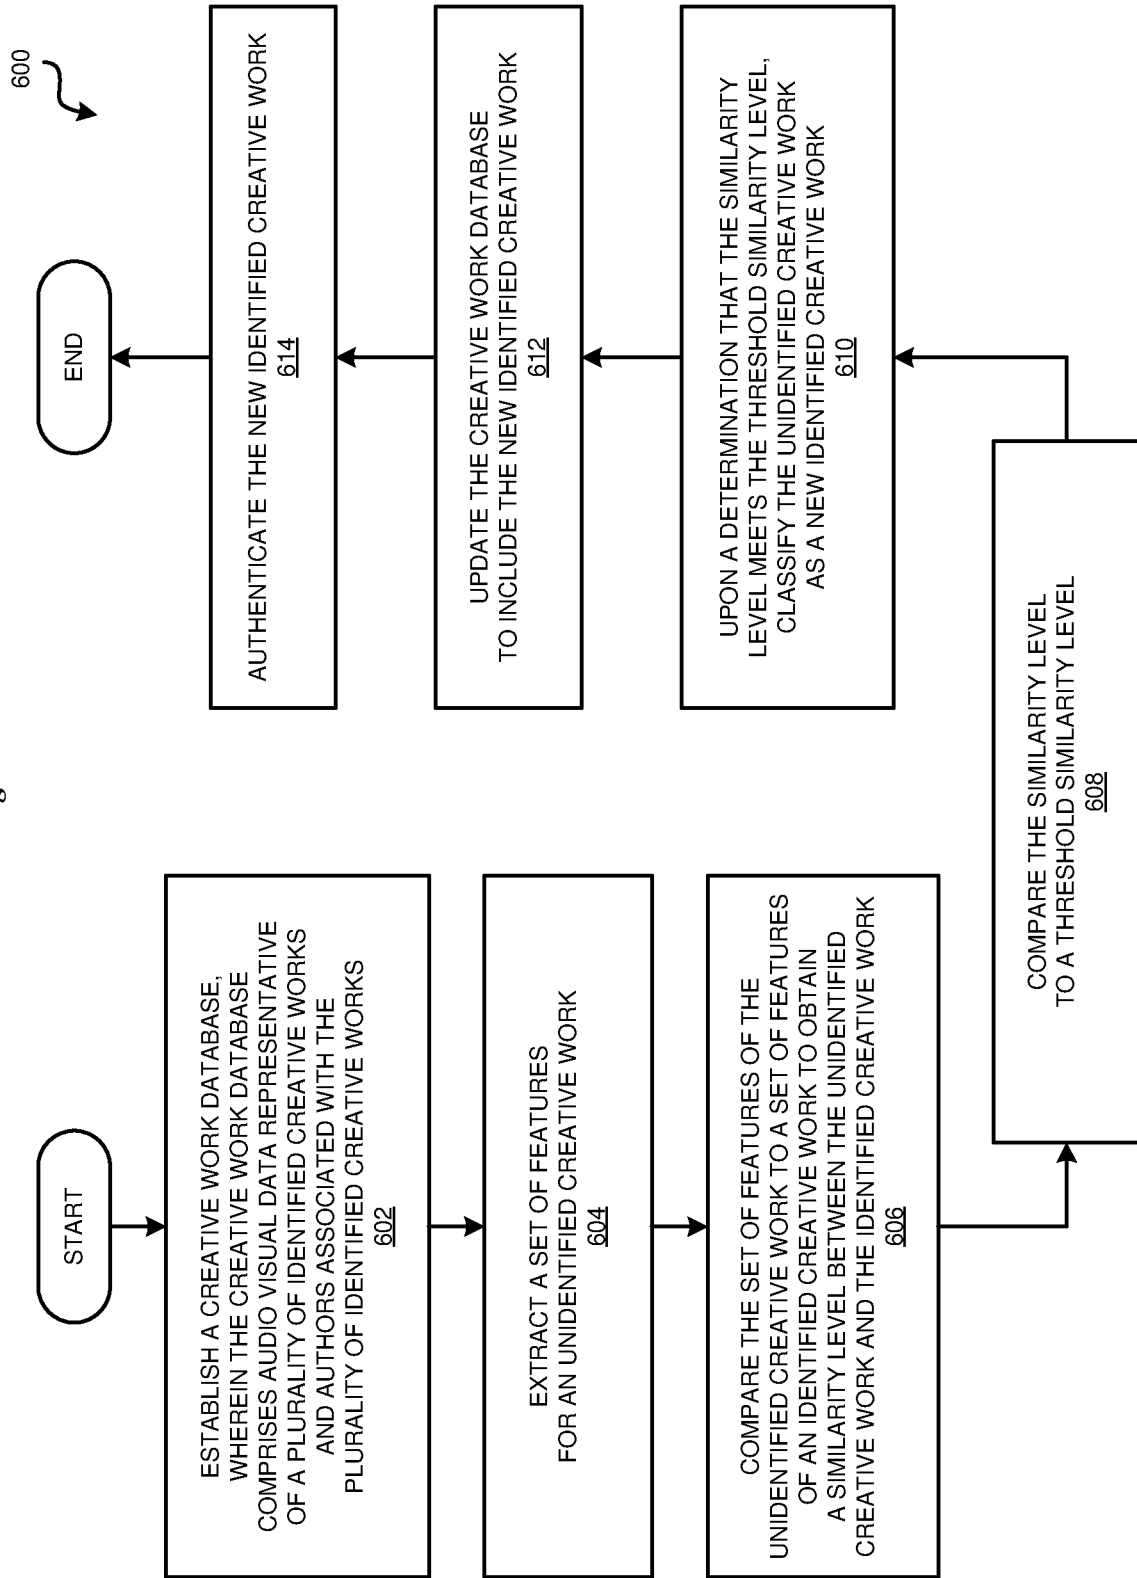 600
START
ESTABLISH A CREATIVE WORK DATABASE,
WHEREIN THE CREATIVE WORK DATABASE
COMPRISES AUDIO VISUAL DATA REPRESENTATIVE
OF A PLURALITY OF IDENTIFIED CREATIVE WORKS
AND AUTHORS ASSOCIATED WITH THE
PLURALITY OF IDENTIFIED CREATIVE WORKS
602
EXTRACT A SET OF FEATURES
FOR AN UNIDENTIFIED CREATIVE WORK
604
COMPARE THE SET OF FEATURES OF THE
UNIDENTIFIED CREATIVE WORK TO A SET OF FEATURES
OF AN IDENTIFIED CREATIVE WORK TO OBTAIN
A SIMILARITY LEVEL BETWEEN THE UNIDENTIFIED
CREATIVE WORK AND THE IDENTIFIED CREATIVE WORK
606
COMPARE THE SIMILARITY LEVEL
TO A THRESHOLD SIMILARITY LEVEL
608
UPON A DETERMINATION THAT THE SIMILARITY
LEVEL MEETS THE THRESHOLD SIMILARITY LEVEL,
CLASSIFY THE UNIDENTIFIED CREATIVE WORK
AS A NEW IDENTIFIED CREATIVE WORK
610
UPDATE THE CREATIVE WORK DATABASE
TO INCLUDE THE NEW IDENTIFIED CREATIVE WORK
612
AUTHENTICATE THE NEW IDENTIFIED CREATIVE WORK
614
END